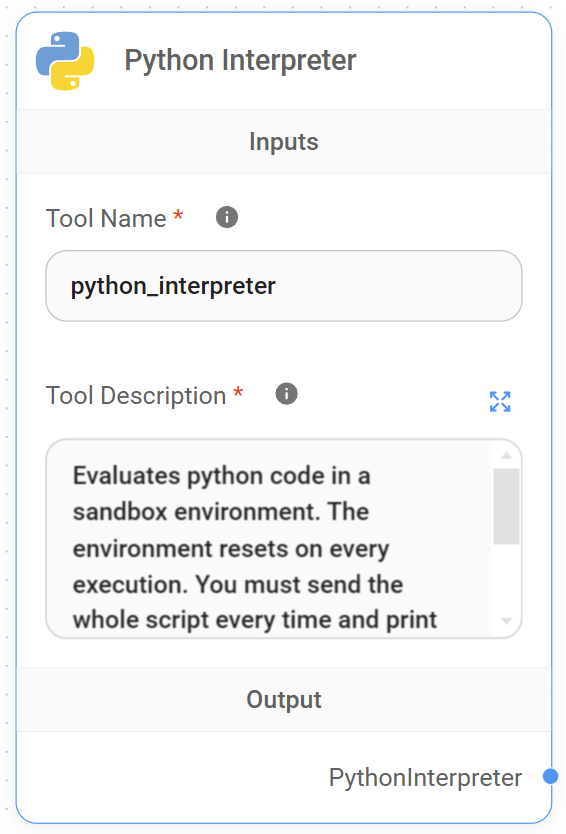 Python Interpreter
Inputs
Tool Name *
python_interpreter
Tool Description *
Evaluates python code in a
sandbox environment. The
environment resets on every
execution. You must send the
whole script every time and print
Output
PythonInterpreter